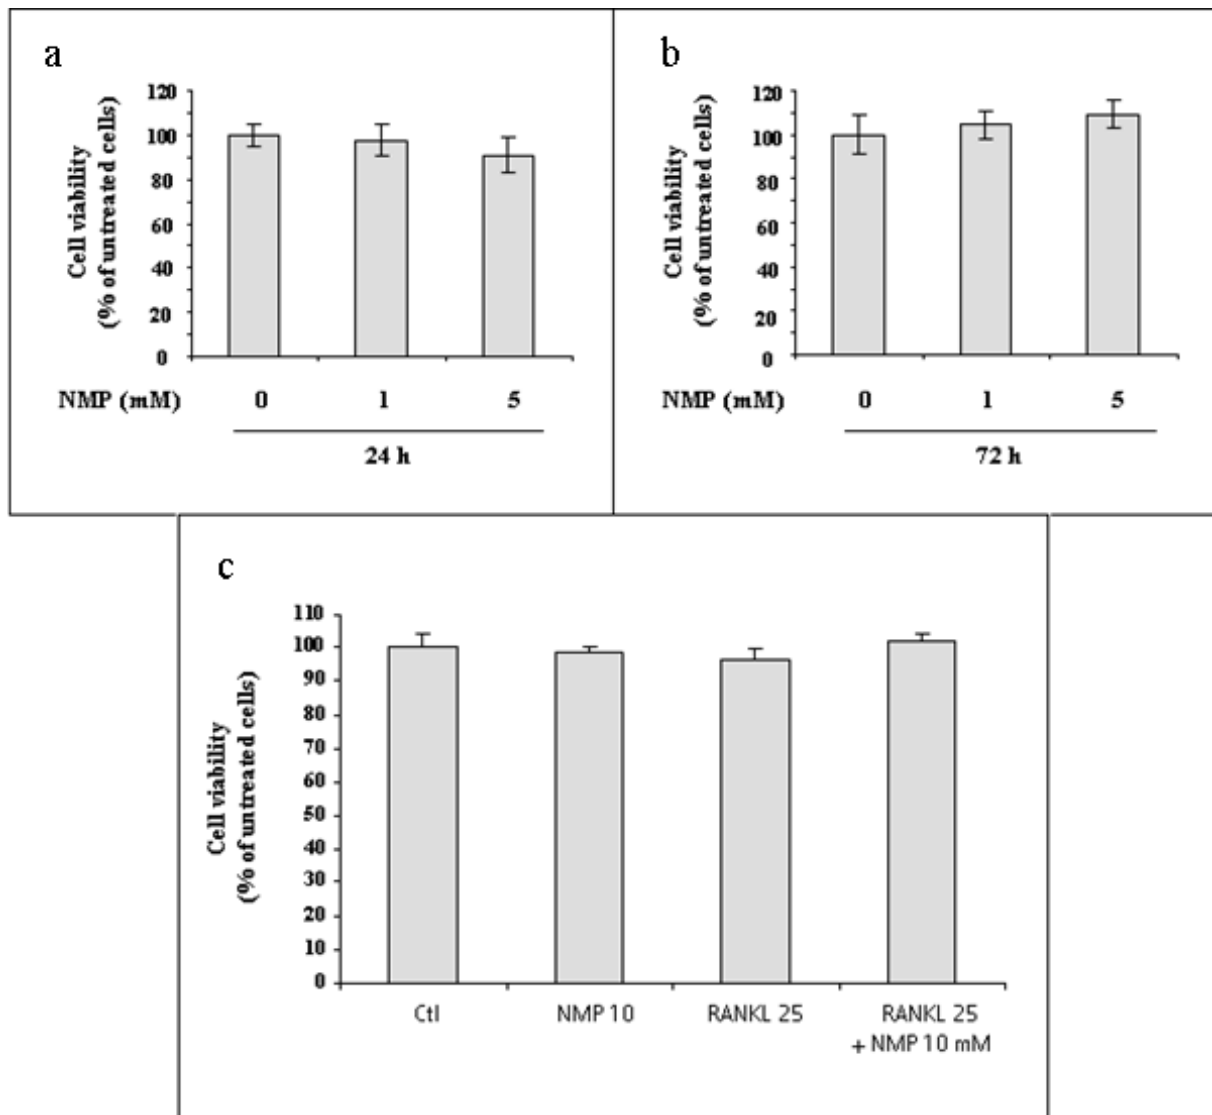 a
Cell viability
(% of untreated cells)
120
100
80
60
40
20
0
NMP (mM) 0 1 5
24 h
b
Cell viability
(% of untreated cells)
120
100
80
60
40
20
0
NMP (mM) 0 1 5
72 h
c
Cell viability
(% of untreated cells)
110
100
90
80
70
60
50
40
30
20
10
0
Ctl NMP 10 RANKL 25 RANKL 25
+ NMP 10 mM